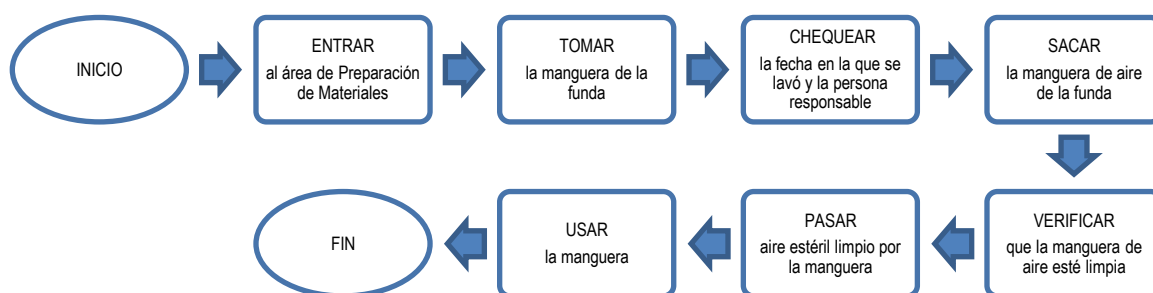 INICIO
ENTRAR
al área de Preparación
de Materiales
TOMAR
la manguera de la
funda
CHEQUEAR
la fecha en la que se
lavó y la persona
responsable
SACAR
la manguera de aire
de la funda
VERIFICAR
que la manguera de
aire esté limpia
PASAR
aire estéril limpio por
la manguera
USAR
la manguera
FIN